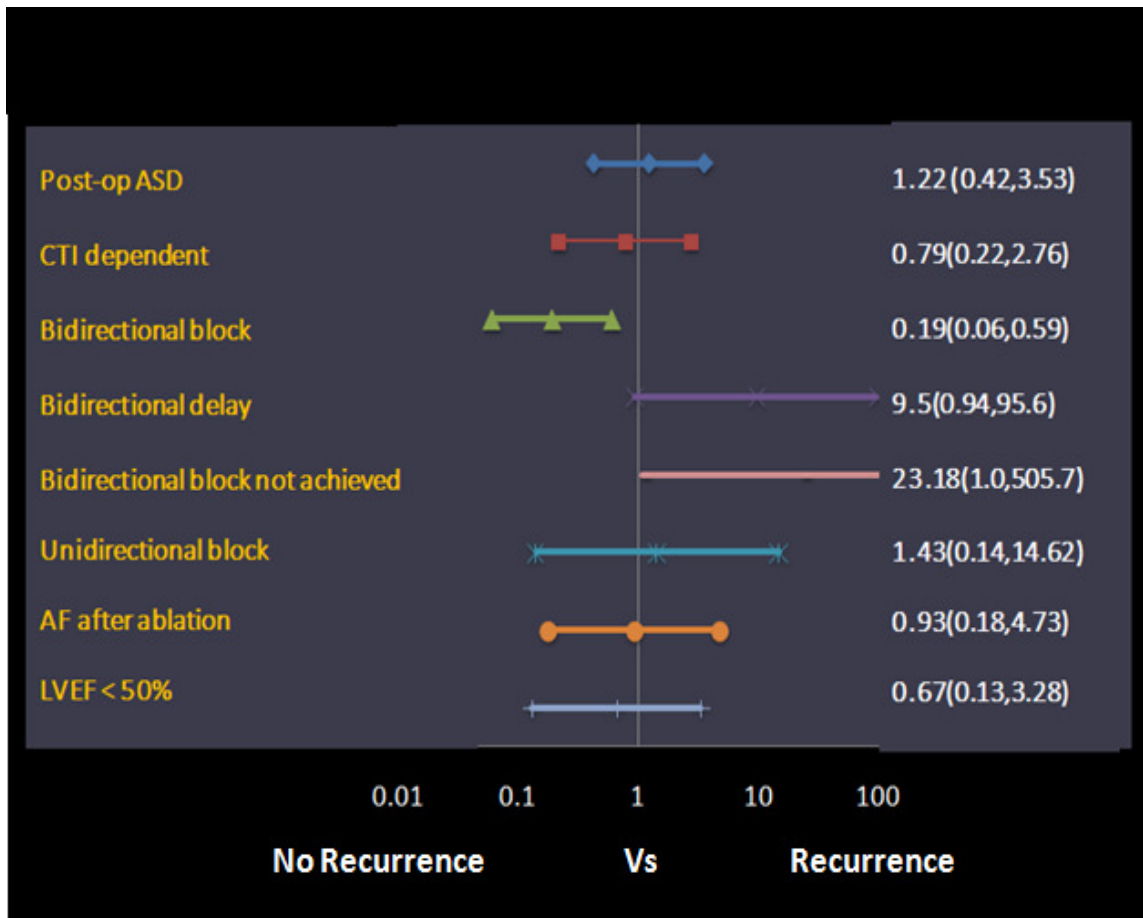 Post-op ASD 1.22 (0.42,3.53)
CTI dependent 0.79(0.22,2.76)
Bidirectional block 0.19(0.06,0.59)
Bidirectional delay 9.5(0.94,95.6)
Bidirectional block not achieved 23.18(1.0,505.7)
Unidirectional block 1.43(0.14,14.62)
AF after ablation 0.93(0.18,4.73)
LVEF < 50% 0.67(0.13,3.28)
0.01 0.1 1 10 100
No Recurrence Vs Recurrence